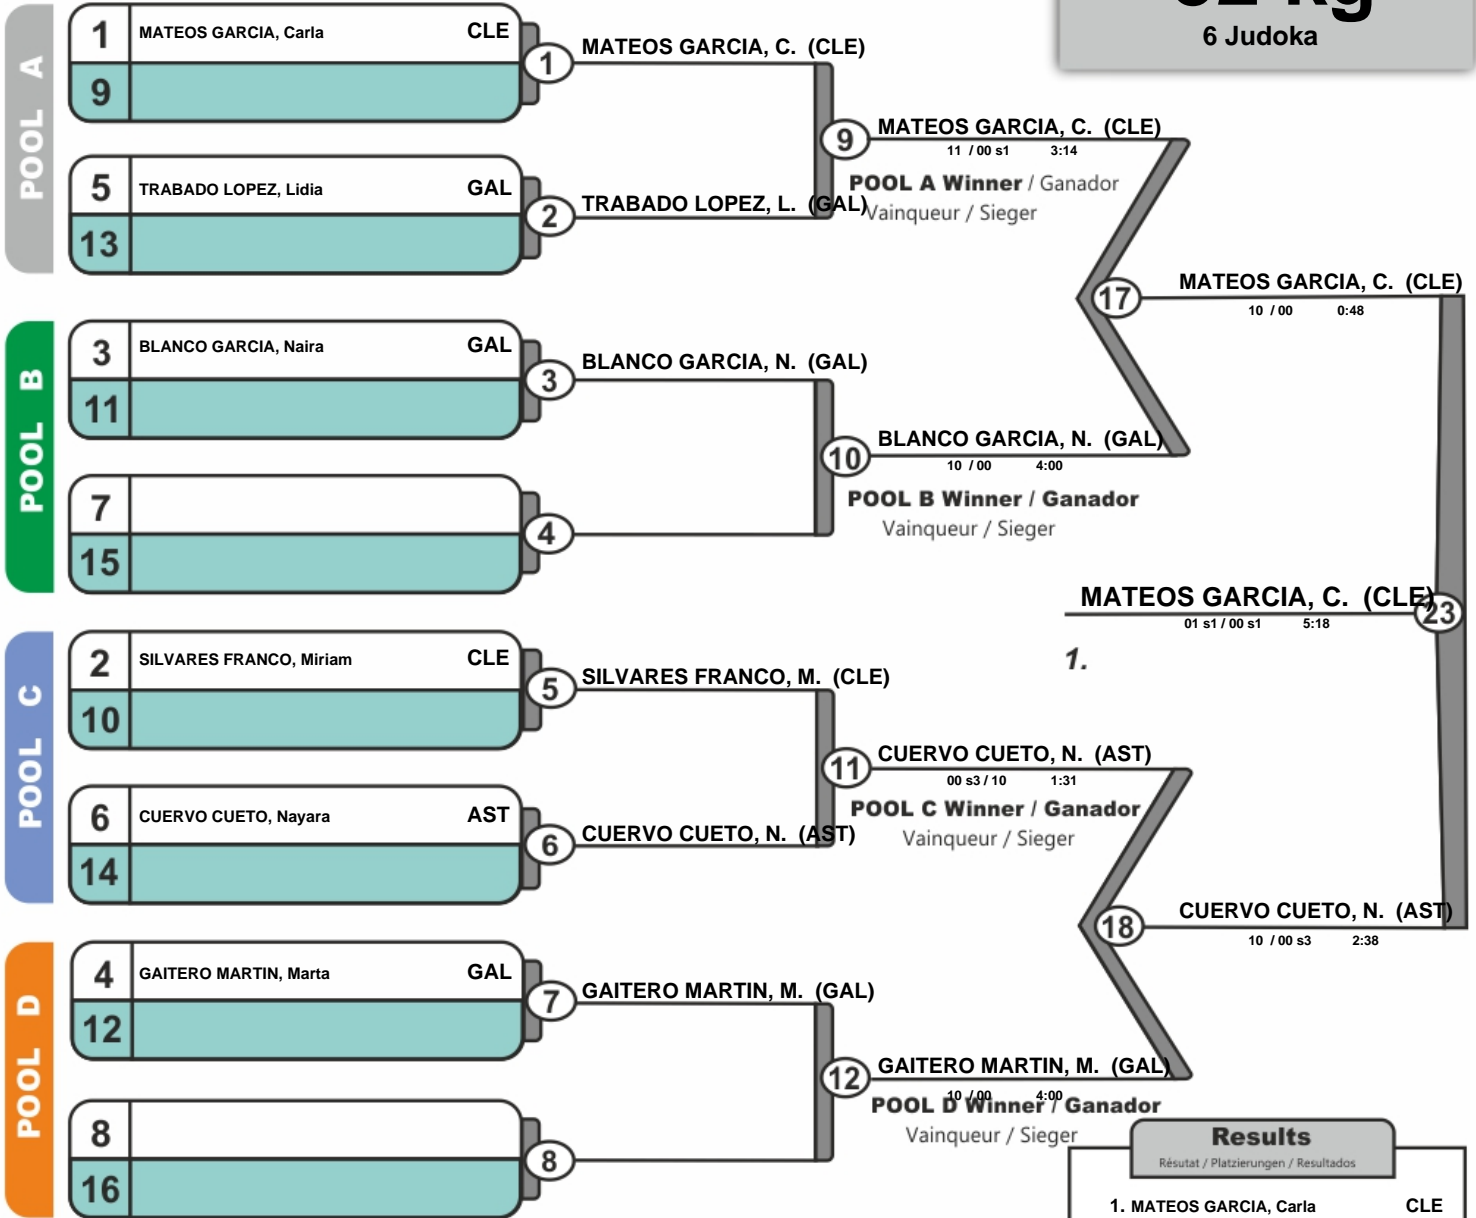 6 Judoka
POOL A
1 MATEOS GARCIA, Carla CLE
9
1
MATEOS GARCIA, C. (CLE)
5 TRABADO LOPEZ, Lidia GAL
13
2
TRABADO LOPEZ, L. (GAL)
9
MATEOS GARCIA, C. (CLE)
11 / 00 s1 3:14
POOL A Winner / Ganador
Vainqueur / Sieger
POOL B
3 BLANCO GARCIA, Naira GAL
11
3
BLANCO GARCIA, N. (GAL)
7
15
4
10
BLANCO GARCIA, N. (GAL)
10 / 00 4:00
POOL B Winner / Ganador
Vainqueur / Sieger
17
MATEOS GARCIA, C. (CLE)
10 / 00 0:48
MATEOS GARCIA, C. (CLE)
23
01 s1 / 00 s1 5:18
1.
POOL C
2 SILVARES FRANCO, Miriam CLE
10
5
SILVARES FRANCO, M. (CLE)
6 CUERVO CUETO, Nayara AST
14
6
CUERVO CUETO, N. (AST)
11
CUERVO CUETO, N. (AST)
00 s3 / 10 1:31
POOL C Winner / Ganador
Vainqueur / Sieger
POOL D
4 GAITERO MARTIN, Marta GAL
12
7
GAITERO MARTIN, M. (GAL)
8
16
8
12
GAITERO MARTIN, M. (GAL)
10 / 00 4:00
POOL D Winner / Ganador
Vainqueur / Sieger
18
CUERVO CUETO, N. (AST)
10 / 00 s3 2:38
Results
Résutat / Platzierungen / Resultados
1. MATEOS GARCIA, Carla CLE